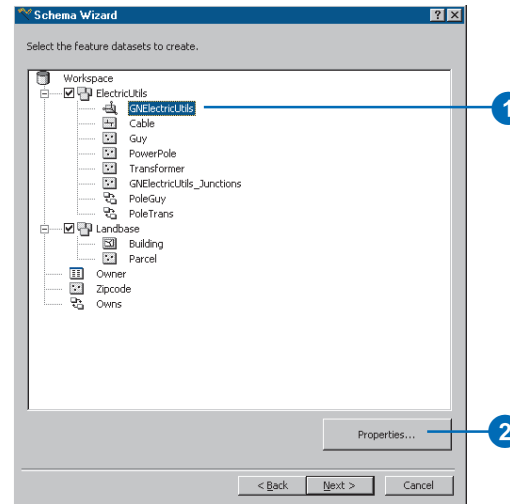 Schema Wizard
Select the feature datasets to create.
Workspace
ElectricUtils
GNElectricUtils
1
Cable
Guy
PowerPole
Transformer
GNElectricUtils_Junctions
PoleGuy
PoleTrans
Landbase
Building
Parcel
Owner
Zipcode
Owns
Properties...
2
< Back
Next >
Cancel